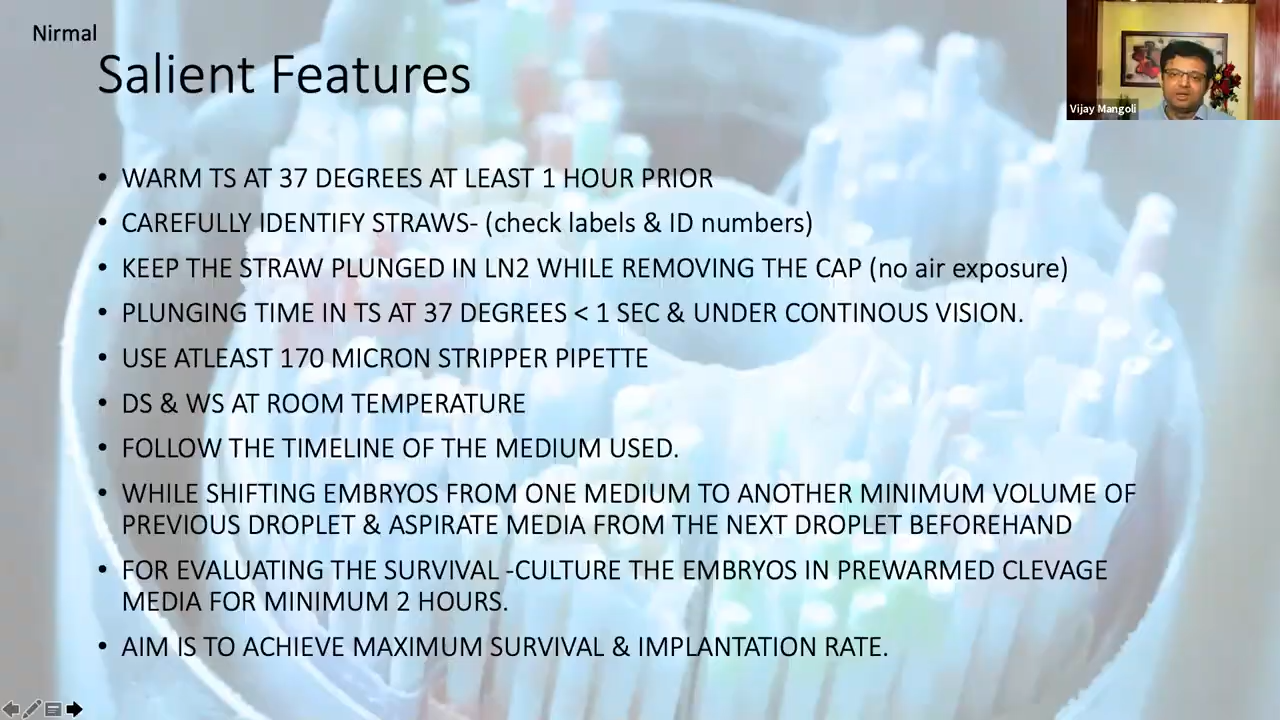 Nirmal
Salient Features
Vijay Mangoli
• WARM TS AT 37 DEGREES AT LEAST 1 HOUR PRIOR
• CAREFULLY IDENTIFY STRAWS- (check labels & ID numbers)
• KEEP THE STRAW PLUNGED IN LN2 WHILE REMOVING THE CAP (no air exposure)
• PLUNGING TIME IN TS AT 37 DEGREES < 1 SEC & UNDER CONTINOUS VISION.
• USE ATLEAST 170 MICRON STRIPPER PIPETTE
• DS & WS AT ROOM TEMPERATURE
• FOLLOW THE TIMELINE OF THE MEDIUM USED.
• WHILE SHIFTING EMBRYOS FROM ONE MEDIUM TO ANOTHER MINIMUM VOLUME OF
PREVIOUS DROPLET & ASPIRATE MEDIA FROM THE NEXT DROPLET BEFOREHAND
• FOR EVALUATING THE SURVIVAL -CULTURE THE EMBRYOS IN PREWARMED CLEVAGE
MEDIA FOR MINIMUM 2 HOURS.
• AIM IS TO ACHIEVE MAXIMUM SURVIVAL & IMPLANTATION RATE.